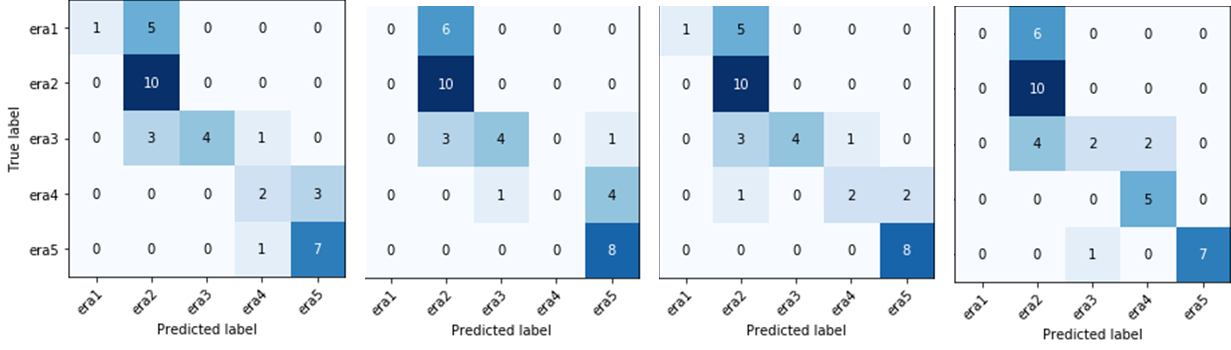 era1 1 5 0 0 0 0 6 0 0 0 1 5 0 0 0 0 6 0 0 0
era2 0 10 0 0 0 0 10 0 0 0 0 10 0 0 0 0 10 0 0 0
era3 0 3 4 1 0 0 3 4 0 1 0 3 4 1 0 0 4 2 2 0
era4 0 0 0 2 3 0 0 1 0 4 0 1 0 2 2 0 0 0 5 0
era5 0 0 0 1 7 0 0 0 0 8 0 0 0 0 8 0 0 1 0 7
True label
era1 era2 era3 era4 era5 era1 era2 era3 era4 era5 era1 era2 era3 era4 era5 era1 era2 era3 era4 era5
Predicted label Predicted label Predicted label Predicted label